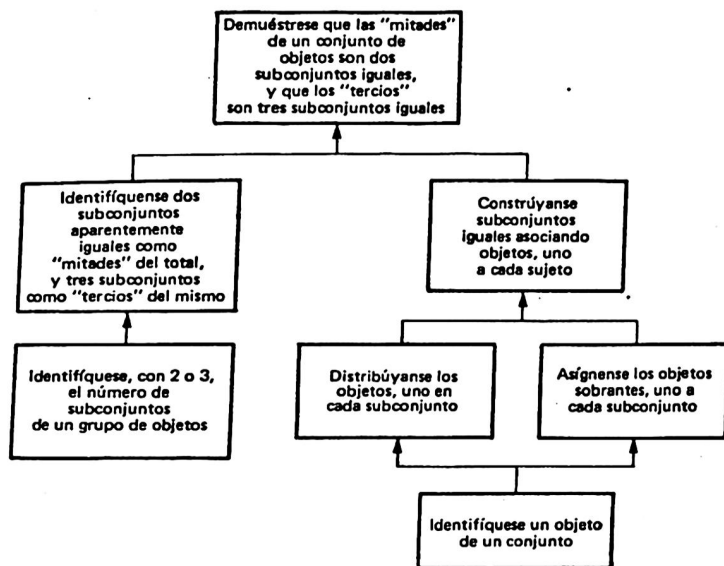 Demuéstrese que las "mitades"
de un conjunto de
objetos son dos
subconjuntos iguales,
y que los "tercios"
son tres subconjuntos iguales
Identifíquense dos
subconjuntos
aparentemente
iguales como
"mitades" del total,
y tres subconjuntos
como "tercios" del mismo
Constrúyanse
subconjuntos
iguales asociando
objetos, uno
a cada sujeto
Identifíquese, con 2 o 3,
el número de
subconjuntos
de un grupo de objetos
Distribúyanse los
objetos, uno en
cada subconjunto
Asígnense los objetos
sobrantes, uno a
cada subconjunto
Identifíquese un objeto
de un conjunto